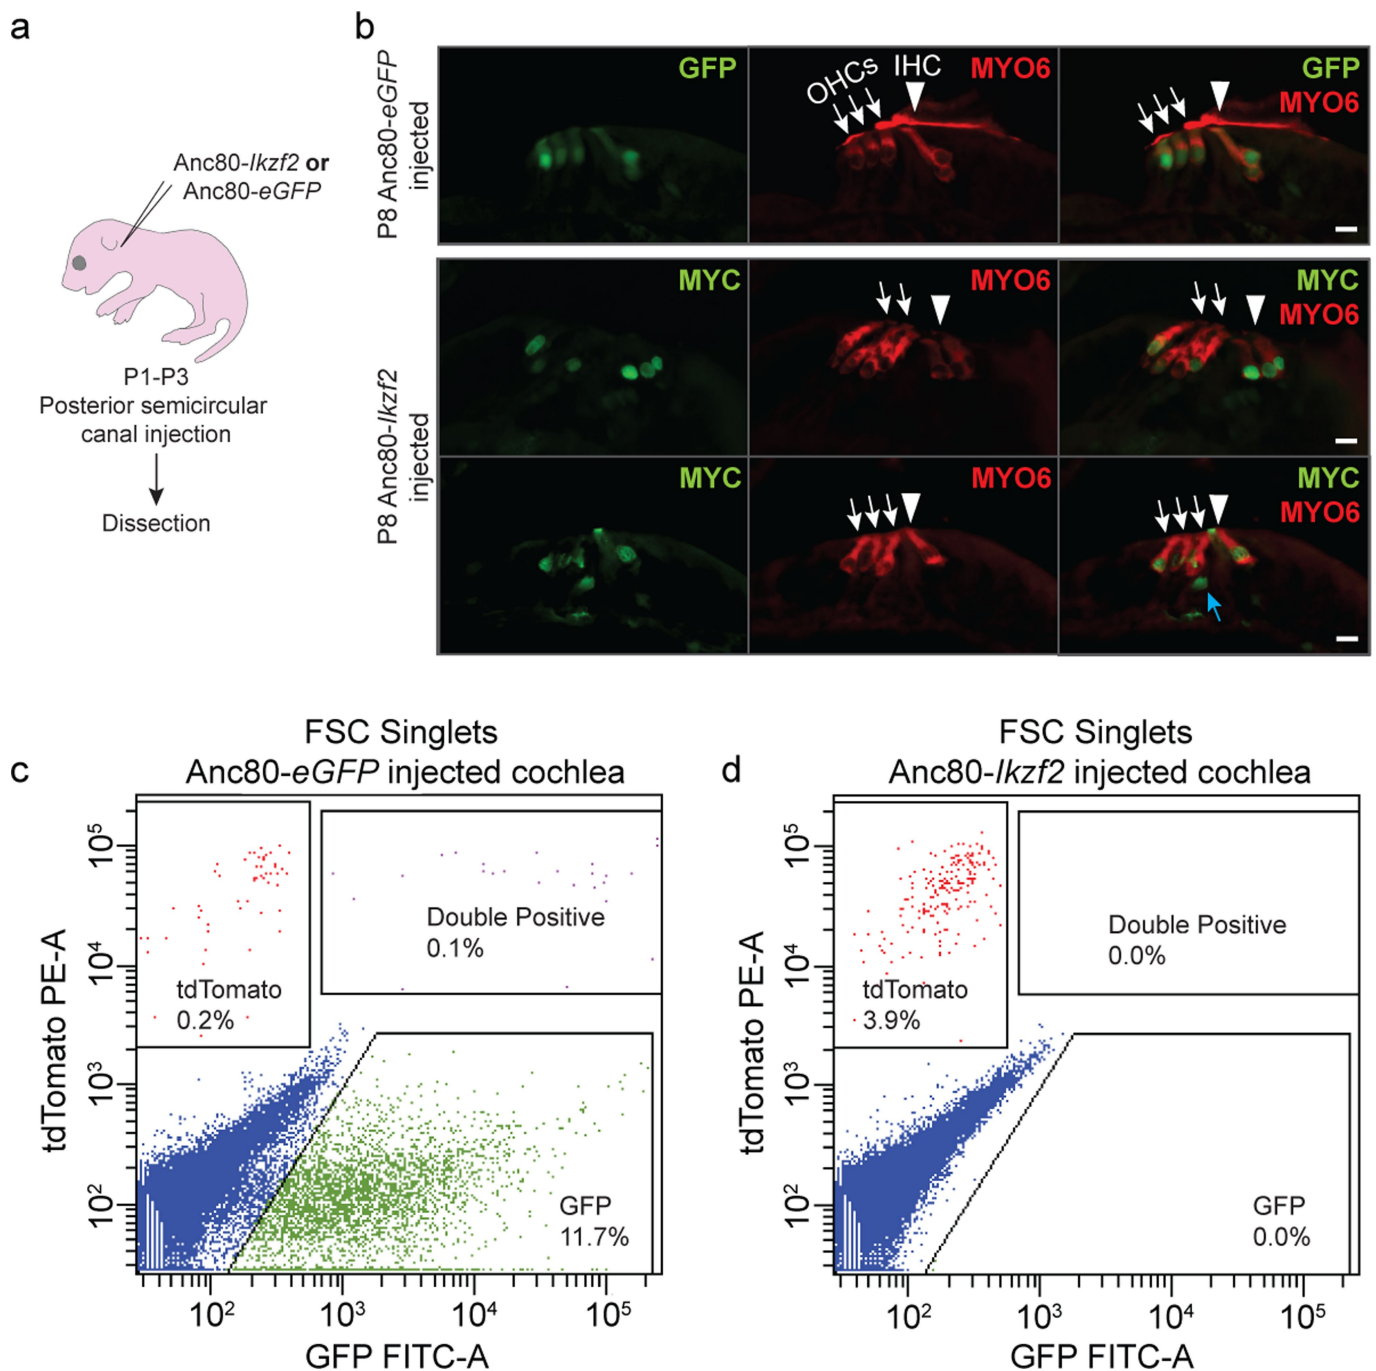 a
Anc80-Ikzf2 or
Anc80-eGFP
P1-P3
Posterior semicircular
canal injection
Dissection
b
P8 Anc80-eGFP
injected
GFP
OHCs
IHC
MYO6
GFP
MYO6
P8 Anc80-Ikzf2
injected
MYC
MYO6
MYC
MYO6
MYC
MYO6
MYC
MYO6
c
FSC Singlets
Anc80-eGFP injected cochlea
tdTomato PE-A
10⁵
10⁴
10³
10²
tdTomato
0.2%
Double Positive
0.1%
GFP
11.7%
10² 10³ 10⁴ 10⁵
GFP FITC-A
d
FSC Singlets
Anc80-Ikzf2 injected cochlea
tdTomato PE-A
10⁵
10⁴
10³
10²
tdTomato
3.9%
Double Positive
0.0%
GFP
0.0%
10² 10³ 10⁴ 10⁵
GFP FITC-A